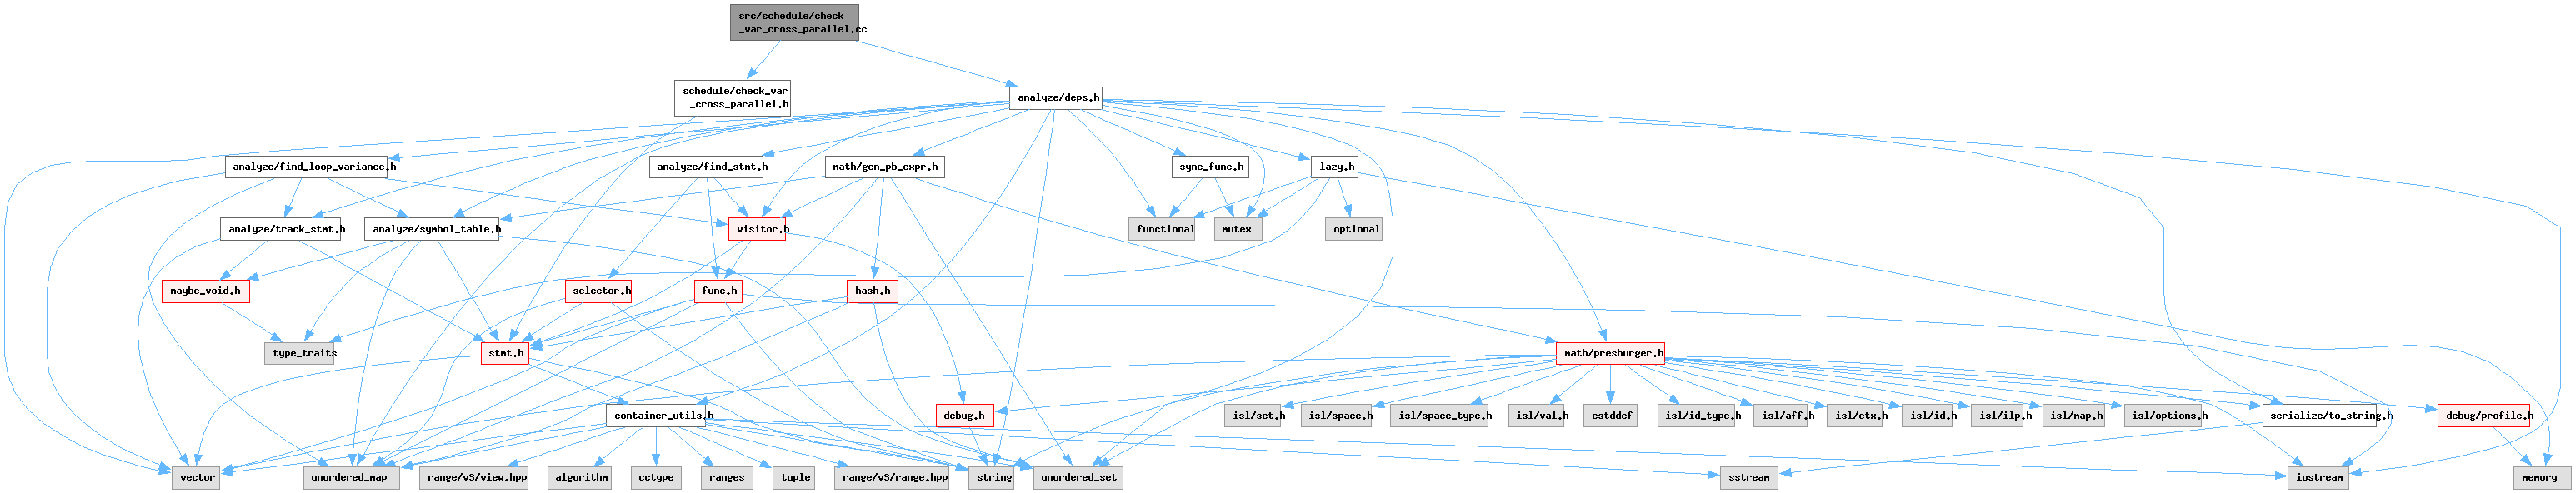 src/schedule/check
_var_cross_parallel.cc
schedule/check_var
_cross_parallel.h
analyze/deps.h
analyze/find_loop_variance.h
analyze/find_stmt.h
math/gen_pb_expr.h
sync_func.h
lazy.h
analyze/track_stmt.h
analyze/symbol_table.h
visitor.h
functional
mutex
optional
maybe_void.h
selector.h
func.h
hash.h
type_traits
stmt.h
math/presburger.h
container_utils.h
debug.h
isl/set.h
isl/space.h
isl/space_type.h
isl/val.h
cstddef
isl/id_type.h
isl/aff.h
isl/ctx.h
isl/id.h
isl/ilp.h
isl/map.h
isl/options.h
serialize/to_string.h
debug/profile.h
vector
unordered_map
range/v3/view.hpp
algorithm
cctype
ranges
tuple
range/v3/range.hpp
string
unordered_set
sstream
iostream
memory